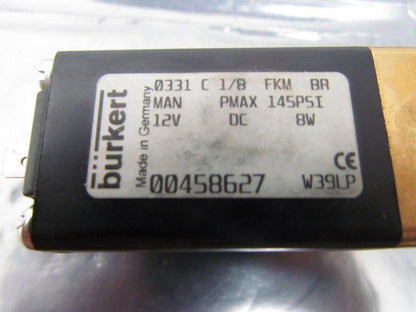 bürkert
Made in Germany
0331 C 1/8 FKM BR
MAN PMAX 145PSI
12V DC 8W
CE
00458627 W39LP